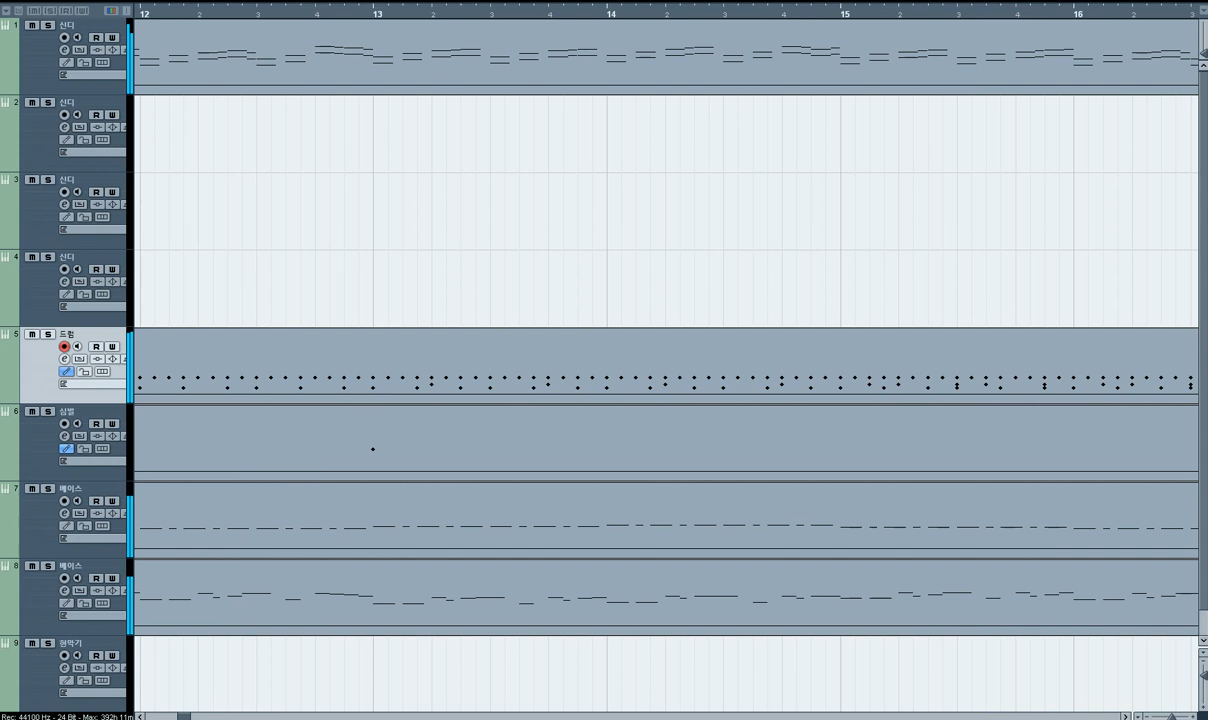 12 2 3 4 13 2 3 4 14 2 3 4 15 2 3 4 16 2 3
1 m S 신디
R W
2 m S 신디
R W
3 m S 신디
R W
4 m S 신디
R W
5 m S 드럼
R W
6 m S 심벌
R W
7 m S 베이스
R W
8 m S 베이스
R W
9 m S 현악기
R W
Rec: 44100 Hz - 24 Bit - Max: 392h 11m